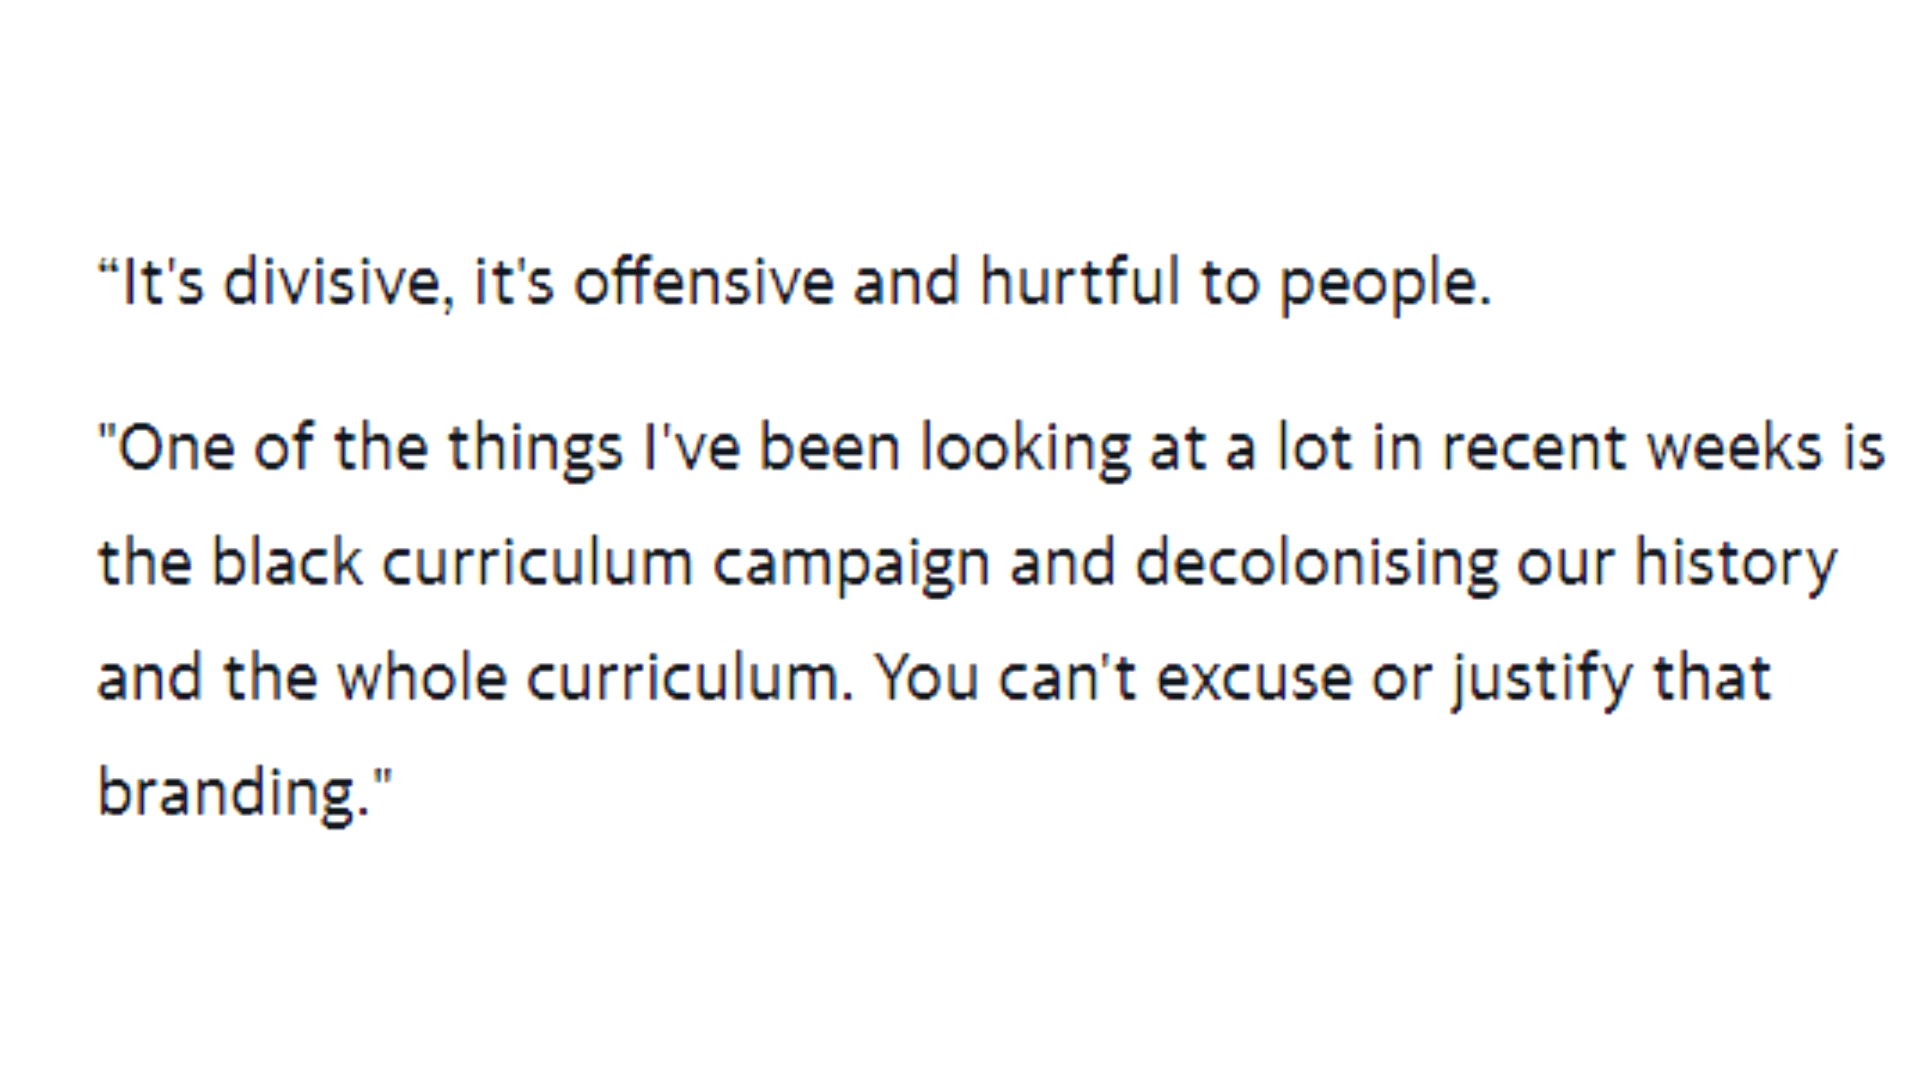 “It's divisive, it's offensive and hurtful to people.
"One of the things I've been looking at a lot in recent weeks is
the black curriculum campaign and decolonising our history
and the whole curriculum. You can't excuse or justify that
branding."